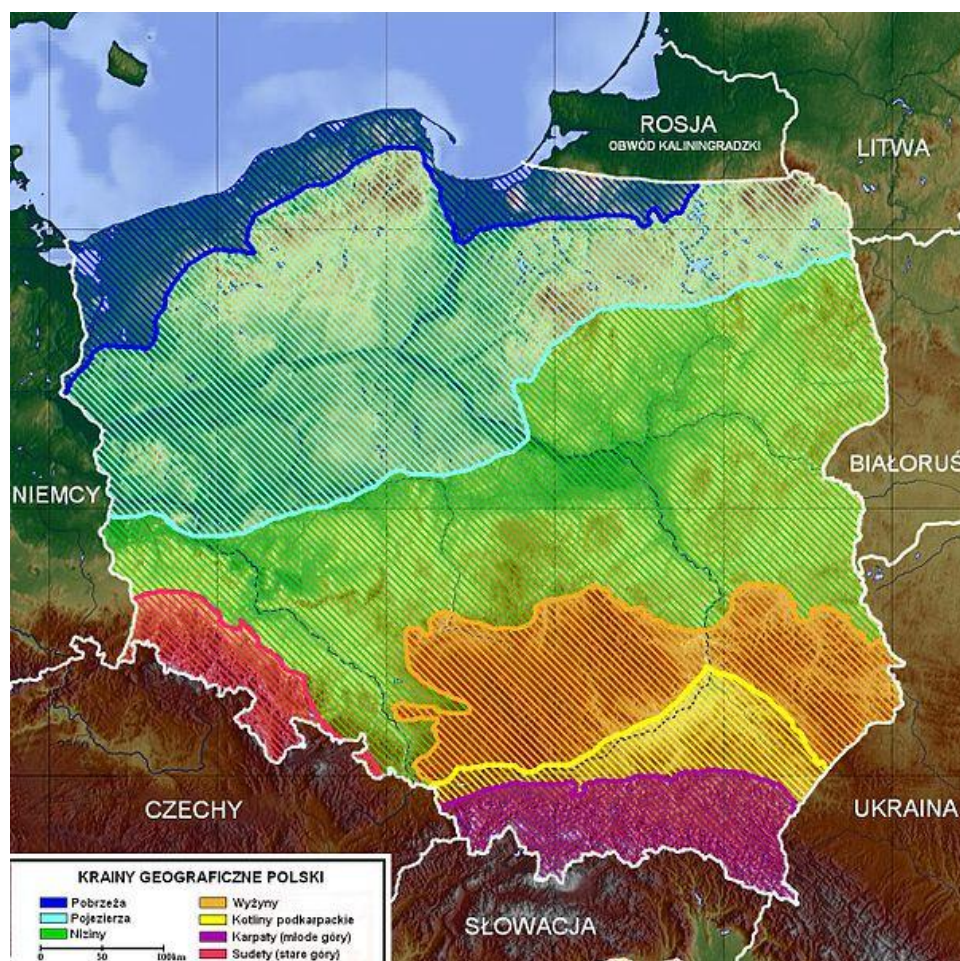 ROSJA
OBWÓD KALININGRADZKI
LITWA
NIEMCY
BIAŁORUŚ
CZECHY
UKRAINA
SŁOWACJA
KRAINY GEOGRAFICZNE POLSKI
Pobrzeża
Pojezierza
Niziny
0 50 100km
Wyżyny
Kotliny podkarpackie
Karpaty (młode góry)
Sudety (stare góry)